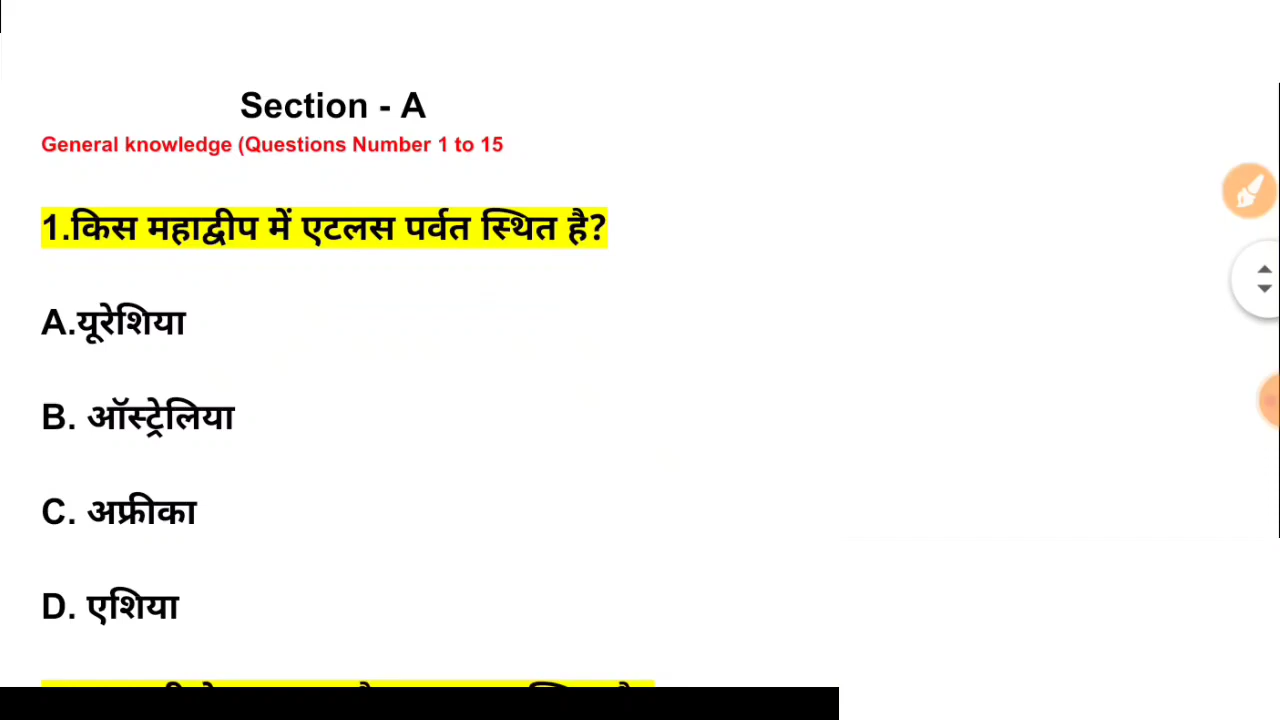 Section - A
General knowledge (Questions Number 1 to 15
1.किस महाद्वीप में एटलस पर्वत स्थित है?
A.यूरेशिया
B. ऑस्ट्रेलिया
C. अफ्रीका
D. एशिया